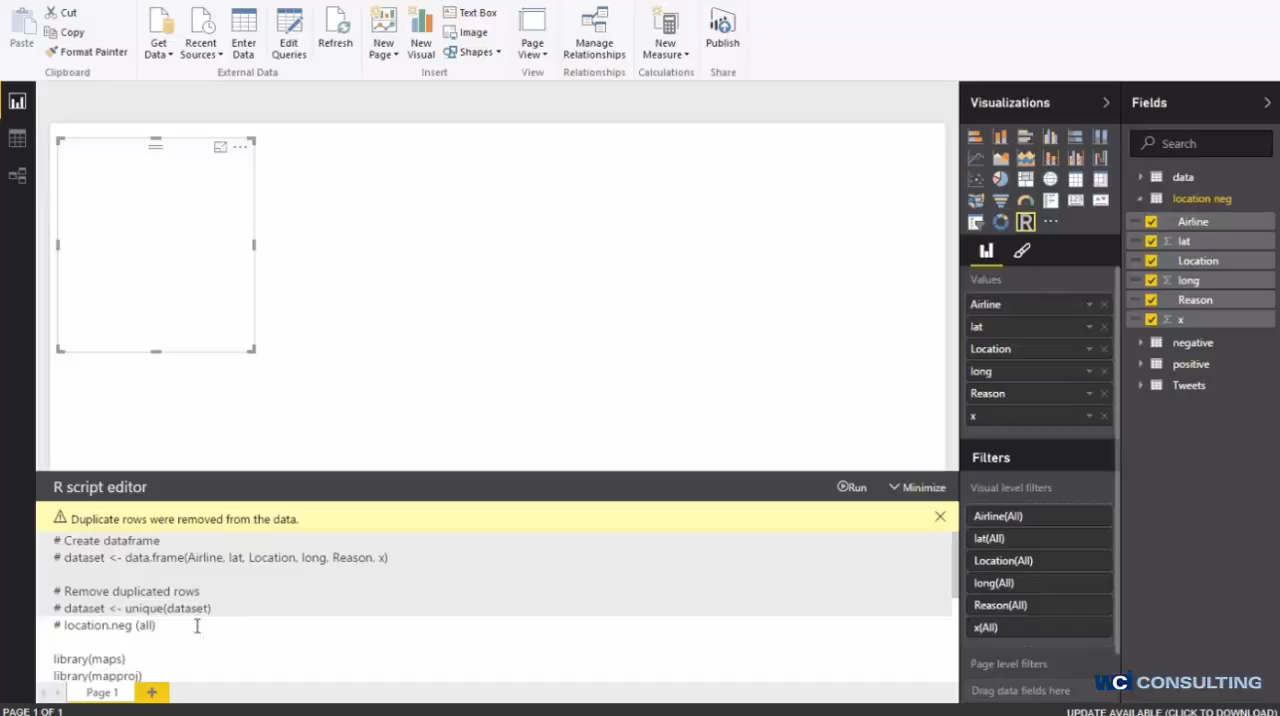 Paste
Cut
Copy
Format Painter
Clipboard
Get Data
Recent Sources
Enter Data
Edit Queries
External Data
Refresh
New Page
New Visual
Text Box
Image
Shapes
Insert
Page View
View
Manage Relationships
Relationships
New Measure
Calculations
Publish
Share
Visualizations
R
Values
Airline
lat
Location
long
Reason
x
Filters
Visual level filters
Airline(All)
lat(All)
Location(All)
long(All)
Reason(All)
x(All)
Page level filters
Drag data fields here
Fields
Search
data
location neg
Airline
Σ lat
Location
Σ long
Reason
Σ x
negative
positive
Tweets
R script editor
Run
Minimize
Duplicate rows were removed from the data.
# Create dataframe
# dataset <- data.frame(Airline, lat, Location, long, Reason, x)
# Remove duplicated rows
# dataset <- unique(dataset)
# location.neg (all)
library(maps)
library(mapproj)
Page 1
WCI CONSULTING
PAGE 1 OF 1
UPDATE AVAILABLE (CLICK TO DOWNLOAD)